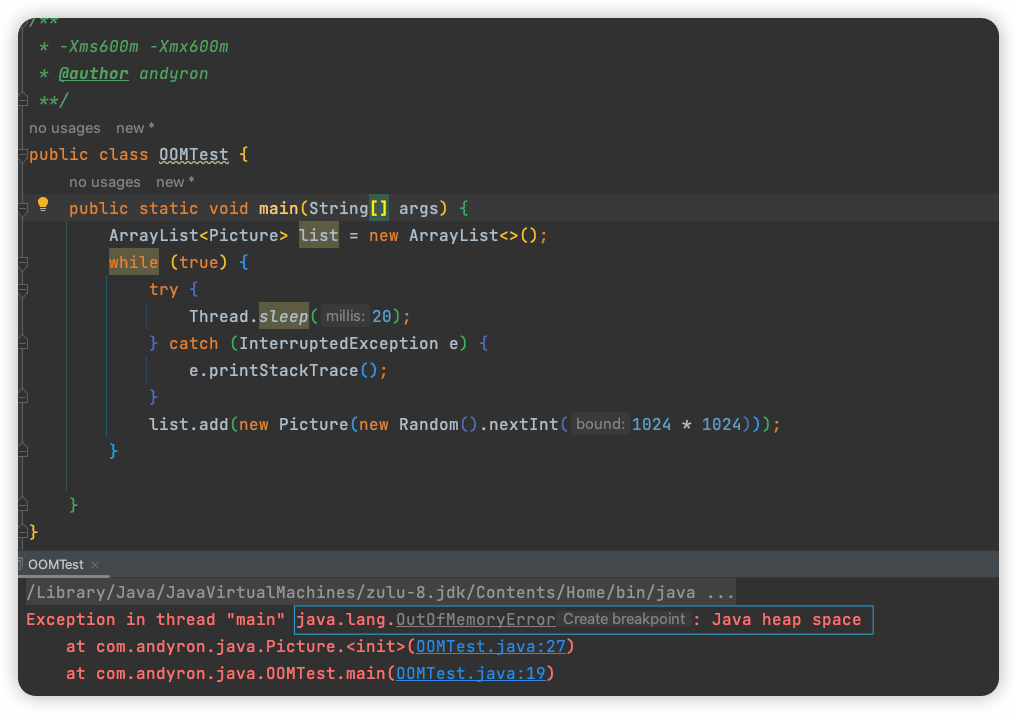 /**
* -Xms600m -Xmx600m
* @author andyron
**/
no usages   new *
public class OOMTest {
no usages   new *
public static void main(String[] args) {
ArrayList<Picture> list = new ArrayList<>();
while (true) {
try {
Thread.sleep( millis: 20);
} catch (InterruptedException e) {
e.printStackTrace();
}
list.add(new Picture(new Random().nextInt( bound: 1024 * 1024)));
}
}
}
OOMTest ×
/Library/Java/JavaVirtualMachines/zulu-8.jdk/Contents/Home/bin/java ...
Exception in thread "main" java.lang.OutOfMemoryError Create breakpoint : Java heap space
at com.andyron.java.Picture.<init>(OOMTest.java:27)
at com.andyron.java.OOMTest.main(OOMTest.java:19)